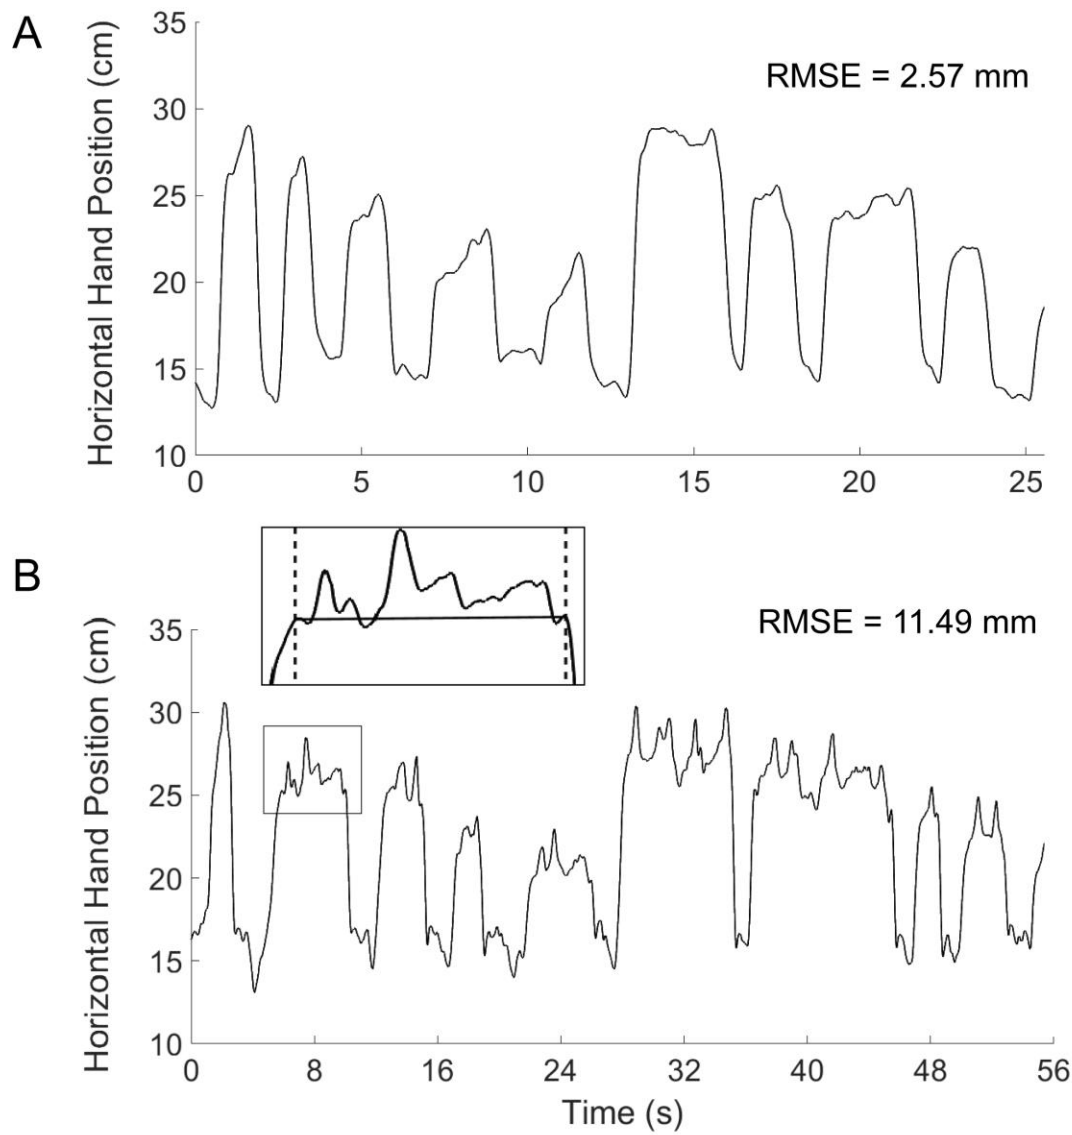 A
Horizontal Hand Position (cm)
35
30
25
20
15
10
RMSE = 2.57 mm
0 5 10 15 20 25
B
Horizontal Hand Position (cm)
35
30
25
20
15
10
RMSE = 11.49 mm
0 8 16 24 32 40 48 56
Time (s)